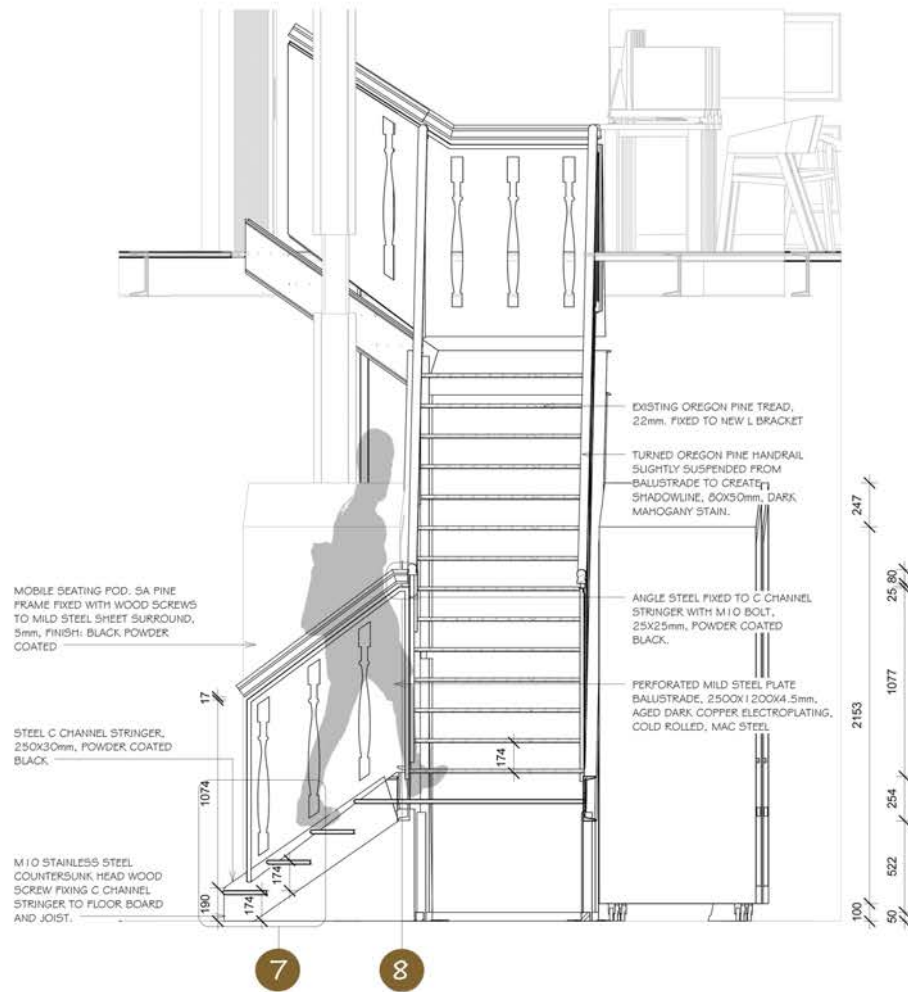 EXISTING OREGON PINE TREAD,
22mm. FIXED TO NEW L BRACKET
TURNED OREGON PINE HANDRAIL
SLIGHTLY SUSPENDED FROM
BALUSTRADE TO CREATE
SHADOWLINE, 80X50mm, DARK
MAHOGANY STAIN.
247
MOBILE SEATING POD. SA PINE
FRAME FIXED WITH WOOD SCREWS
TO MILD STEEL SHEET SURROUND,
5mm, FINISH: BLACK POWDER
COATED
ANGLE STEEL FIXED TO C CHANNEL
STRINGER WITH M10 BOLT,
25X25mm, POWDER COATED
BLACK.
80
25
17
PERFORATED MILD STEEL PLATE
BALUSTRADE, 2500X1200X4.5mm,
AGED DARK COPPER ELECTROPLATING,
COLD ROLLED, MAC STEEL
2153
1077
STEEL C CHANNEL STRINGER,
250X30mm, POWDER COATED
BLACK
174
1074
254
M10 STAINLESS STEEL
COUNTERSUNK HEAD WOOD
SCREW FIXING C CHANNEL
STRINGER TO FLOOR BOARD
AND JOIST.
190
174
174
522
100
50
7
8